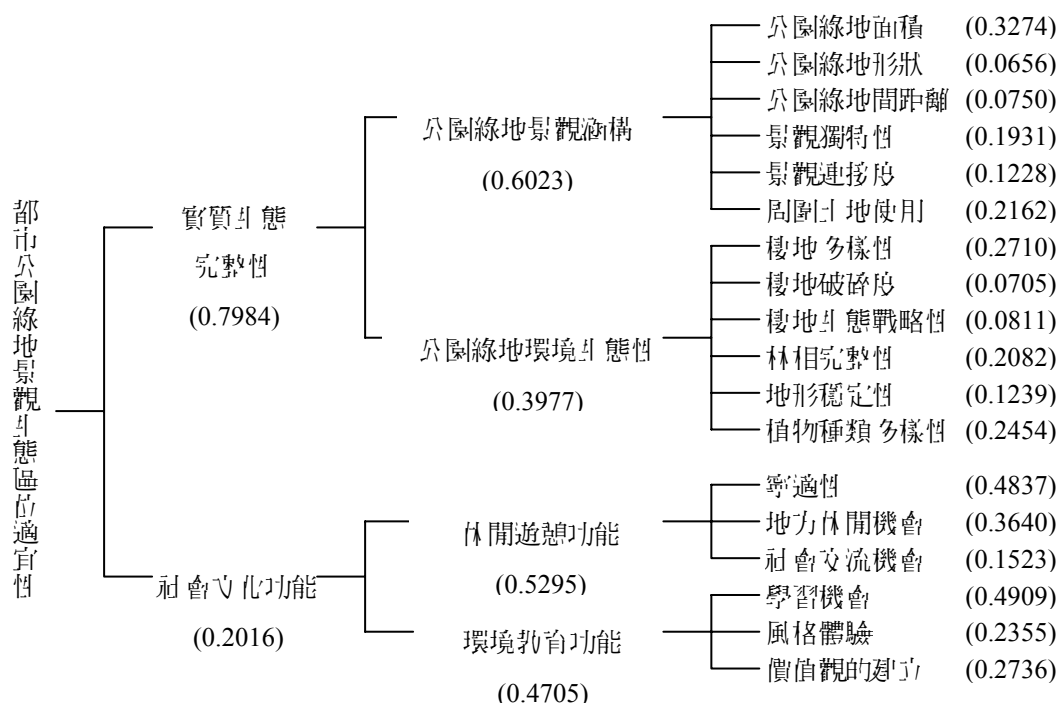 都市公園綠地景觀生態區位適宜性
實質生態
完整性
(0.7984)
公園綠地景觀涵構
(0.6023)
公園綠地面積 (0.3274)
公園綠地形狀 (0.0656)
公園綠地間距離 (0.0750)
景觀獨特性 (0.1931)
景觀連接度 (0.1228)
周圍土地使用 (0.2162)
公園綠地環境生態性
(0.3977)
棲地多樣性 (0.2710)
棲地破碎度 (0.0705)
棲地生態戰略性 (0.0811)
林相完整性 (0.2082)
地形穩定性 (0.1239)
植物種類多樣性 (0.2454)
社會文化功能
(0.2016)
休閒遊憩功能
(0.5295)
寧適性 (0.4837)
地方休閒機會 (0.3640)
社會交流機會 (0.1523)
環境教育功能
(0.4705)
學習機會 (0.4909)
風格體驗 (0.2355)
價值觀的建立 (0.2736)